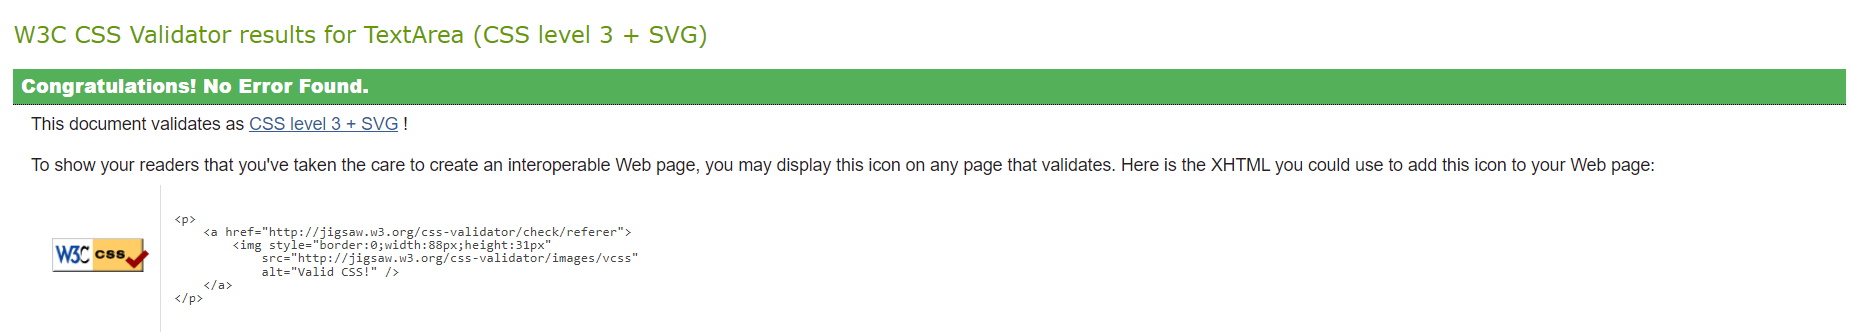 W3C CSS Validator results for TextArea (CSS level 3 + SVG)
Congratulations! No Error Found.
This document validates as CSS level 3 + SVG !
To show your readers that you've taken the care to create an interoperable Web page, you may display this icon on any page that validates. Here is the XHTML you could use to add this icon to your Web page:
W3C css
<p>
    <a href="http://jigsaw.w3.org/css-validator/check/referer">
        <img style="border:0;width:88px;height:31px"
            src="http://jigsaw.w3.org/css-validator/images/vcss"
            alt="Valid CSS!" />
    </a>
</p>